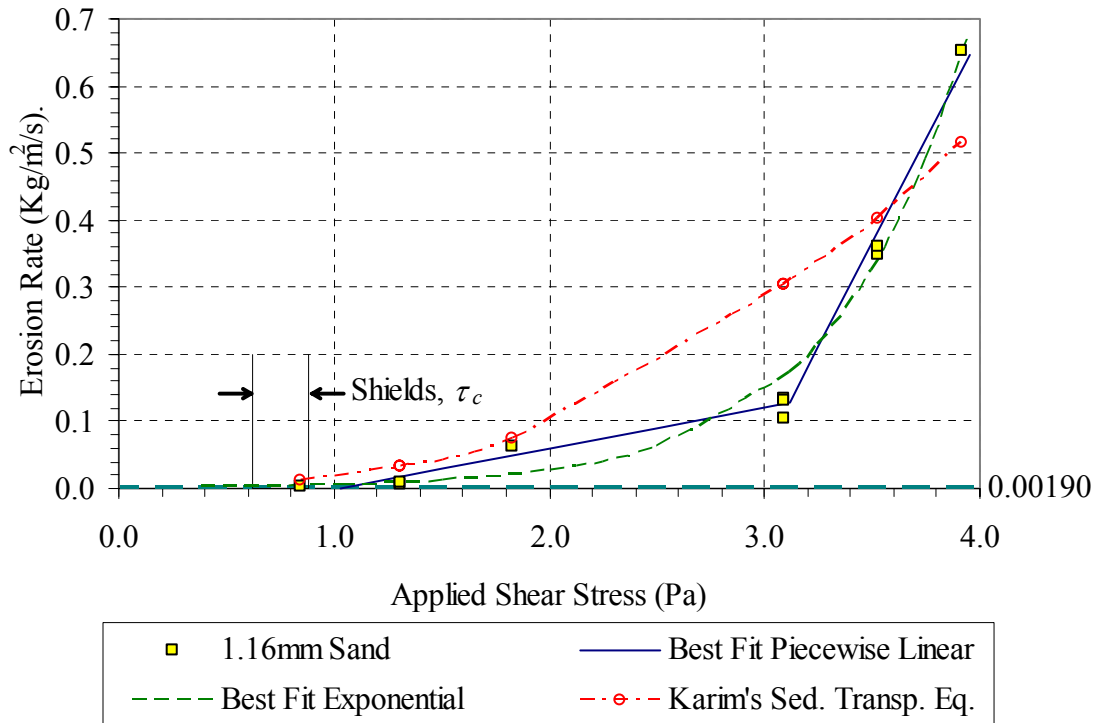 0.7
0.6
0.5
0.4
0.3
0.2
0.1
0.0
Erosion Rate (Kg/m²/s).
Shields, τc
0.00190
0.0 1.0 2.0 3.0 4.0
Applied Shear Stress (Pa)
1.16mm Sand
Best Fit Piecewise Linear
Best Fit Exponential
Karim's Sed. Transp. Eq.